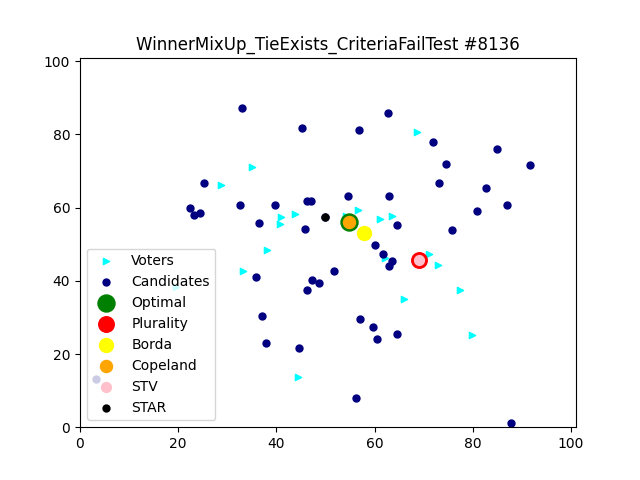 WinnerMixUp_TieExists_CriteriaFailTest #8136
100
80
60
40
20
0
Voters
Candidates
Optimal
Plurality
Borda
Copeland
STV
STAR
0 20 40 60 80 100